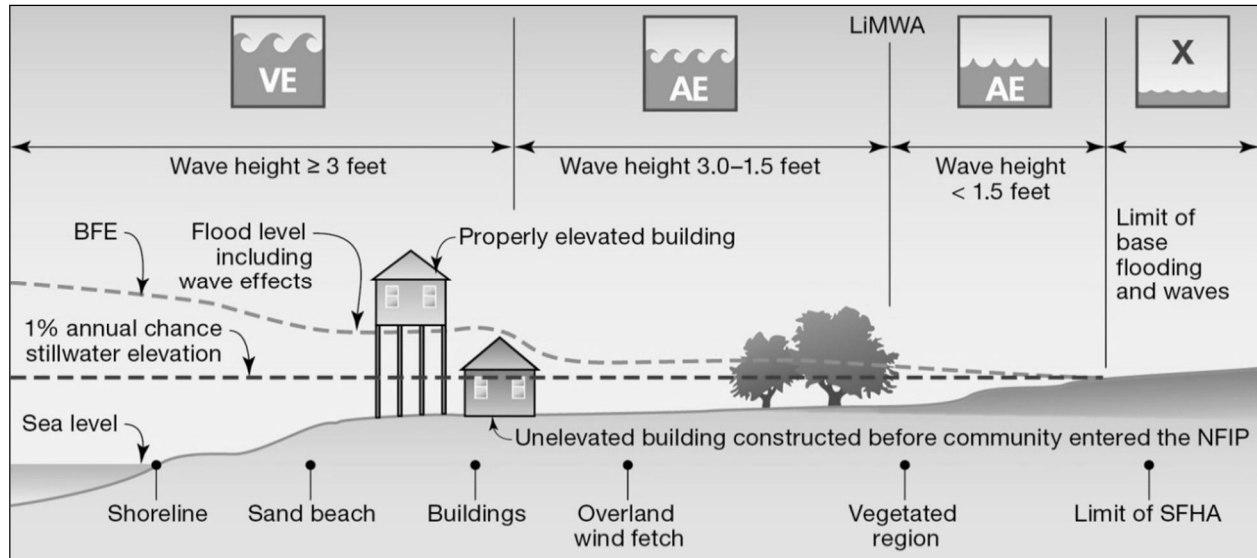 LiMWA
VE
AE
AE
X
Wave height ≥ 3 feet
Wave height 3.0–1.5 feet
Wave height
< 1.5 feet
BFE
Flood level
including
wave effects
Properly elevated building
Limit of
base
flooding
and waves
1% annual chance
stillwater elevation
Sea level
Unelevated building constructed before community entered the NFIP
Shoreline
Sand beach
Buildings
Overland
wind fetch
Vegetated
region
Limit of SFHA